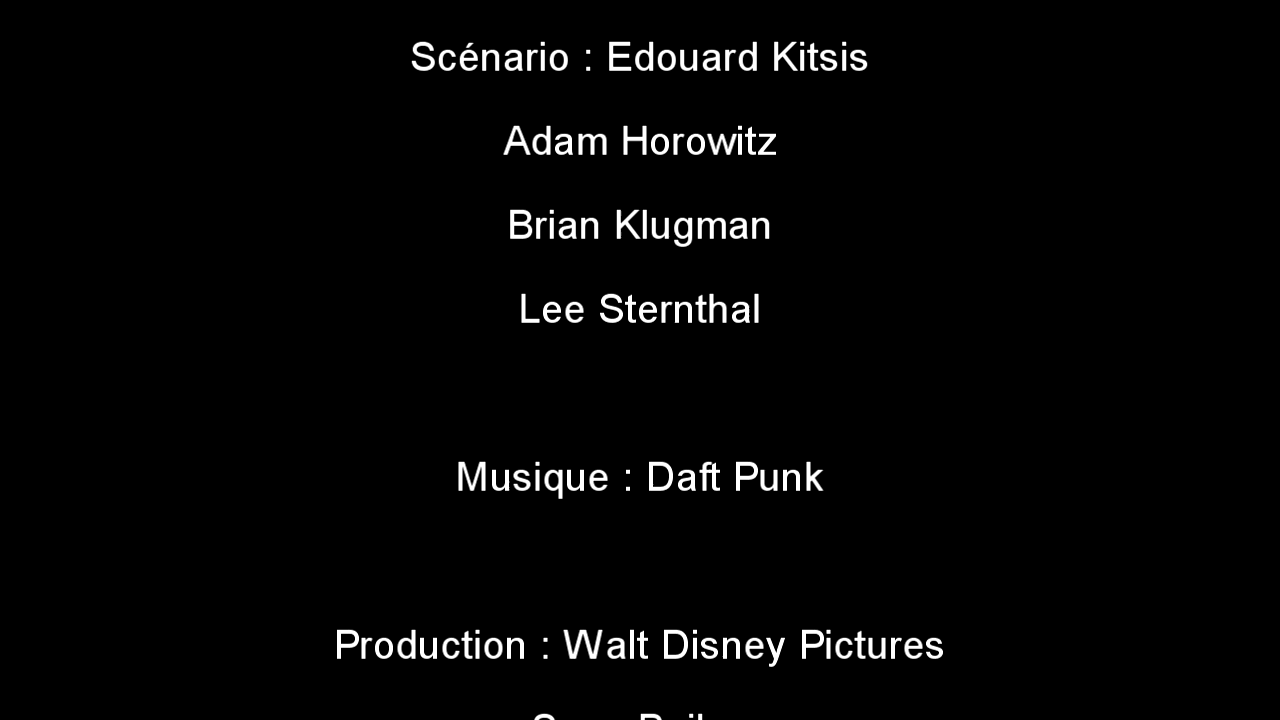 Scénario : Edouard Kitsis
Adam Horowitz
Brian Klugman
Lee Sternthal
Musique : Daft Punk
Production : Walt Disney Pictures